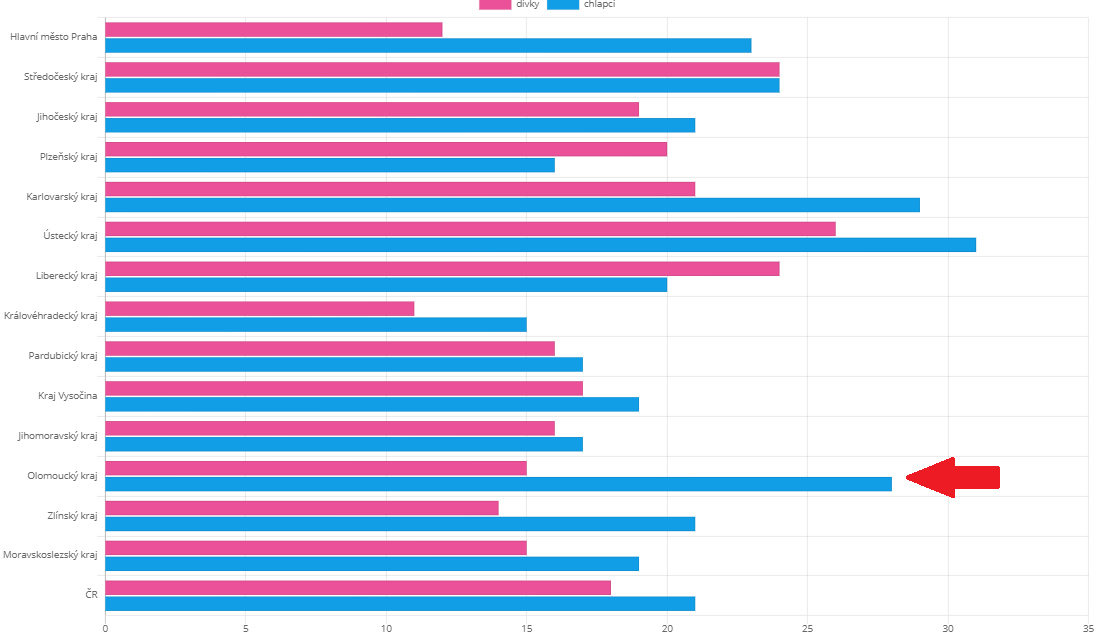 dívky chlapci
Hlavní město Praha
Středočeský kraj
Jihočeský kraj
Plzeňský kraj
Karlovarský kraj
Ústecký kraj
Liberecký kraj
Královéhradecký kraj
Pardubický kraj
Kraj Vysočina
Jihomoravský kraj
Olomoucký kraj
Zlínský kraj
Moravskoslezský kraj
ČR
0 5 10 15 20 25 30 35